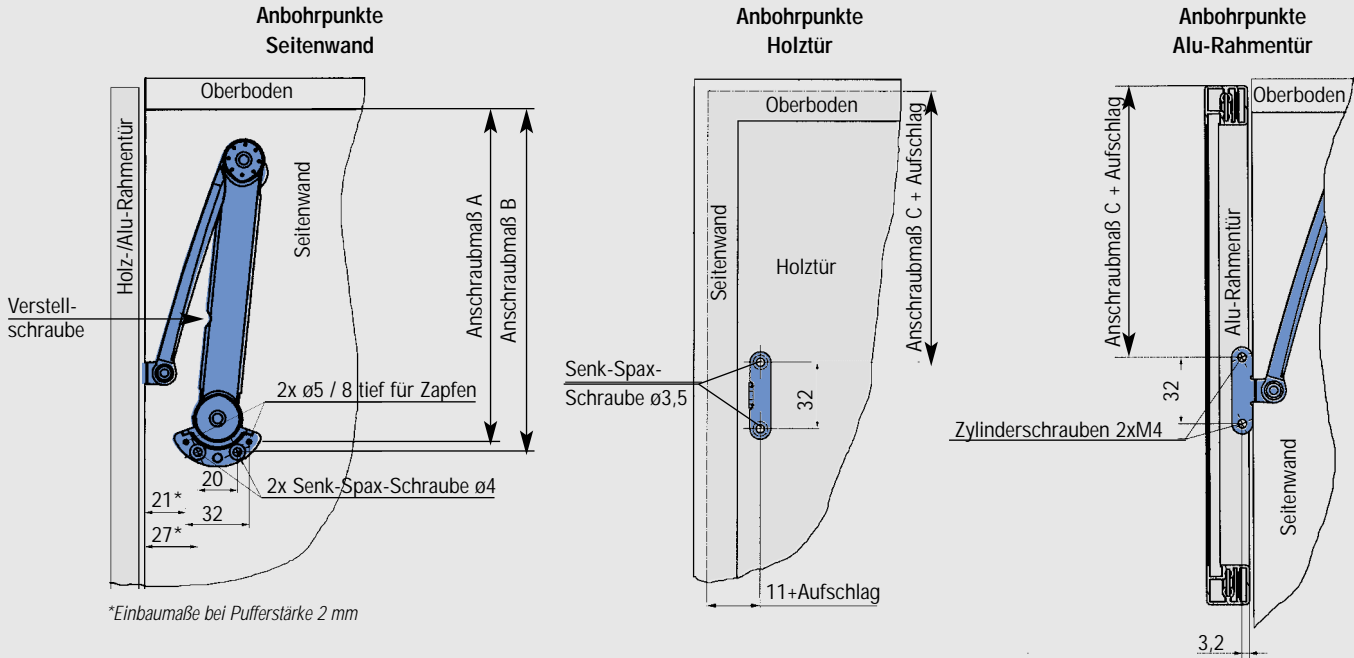 Anbohrpunkte
Seitenwand
Oberboden
Holz-/Alu-Rahmentür
Seitenwand
Anschraubmaß A
Anschraubmaß B
Verstell-
schraube
2x ø5 / 8 tief für Zapfen
20
2x Senk-Spax-Schraube ø4
21*
32
27*
*Einbaumaße bei Pufferstärke 2 mm
Anbohrpunkte
Holztür
Oberboden
Seitenwand
Holztür
Anschraubmaß C + Aufschlag
Senk-Spax-
Schraube ø3,5
32
11+Aufschlag
Anbohrpunkte
Alu-Rahmentür
Oberboden
Anschraubmaß C + Aufschlag
Alu-Rahmentür
32
Zylinderschrauben 2xM4
Seitenwand
3,2